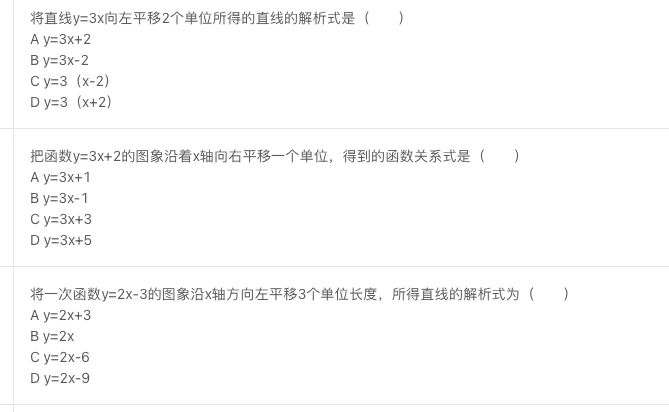 将直线y=3x向左平移2个单位所得的直线的解析式是（　　）
A y=3x+2
B y=3x-2
C y=3（x-2）
D y=3（x+2）
把函数y=3x+2的图象沿着x轴向右平移一个单位，得到的函数关系式是（　　）
A y=3x+1
B y=3x-1
C y=3x+3
D y=3x+5
将一次函数y=2x-3的图象沿x轴方向左平移3个单位长度，所得直线的解析式为（　　）
A y=2x+3
B y=2x
C y=2x-6
D y=2x-9